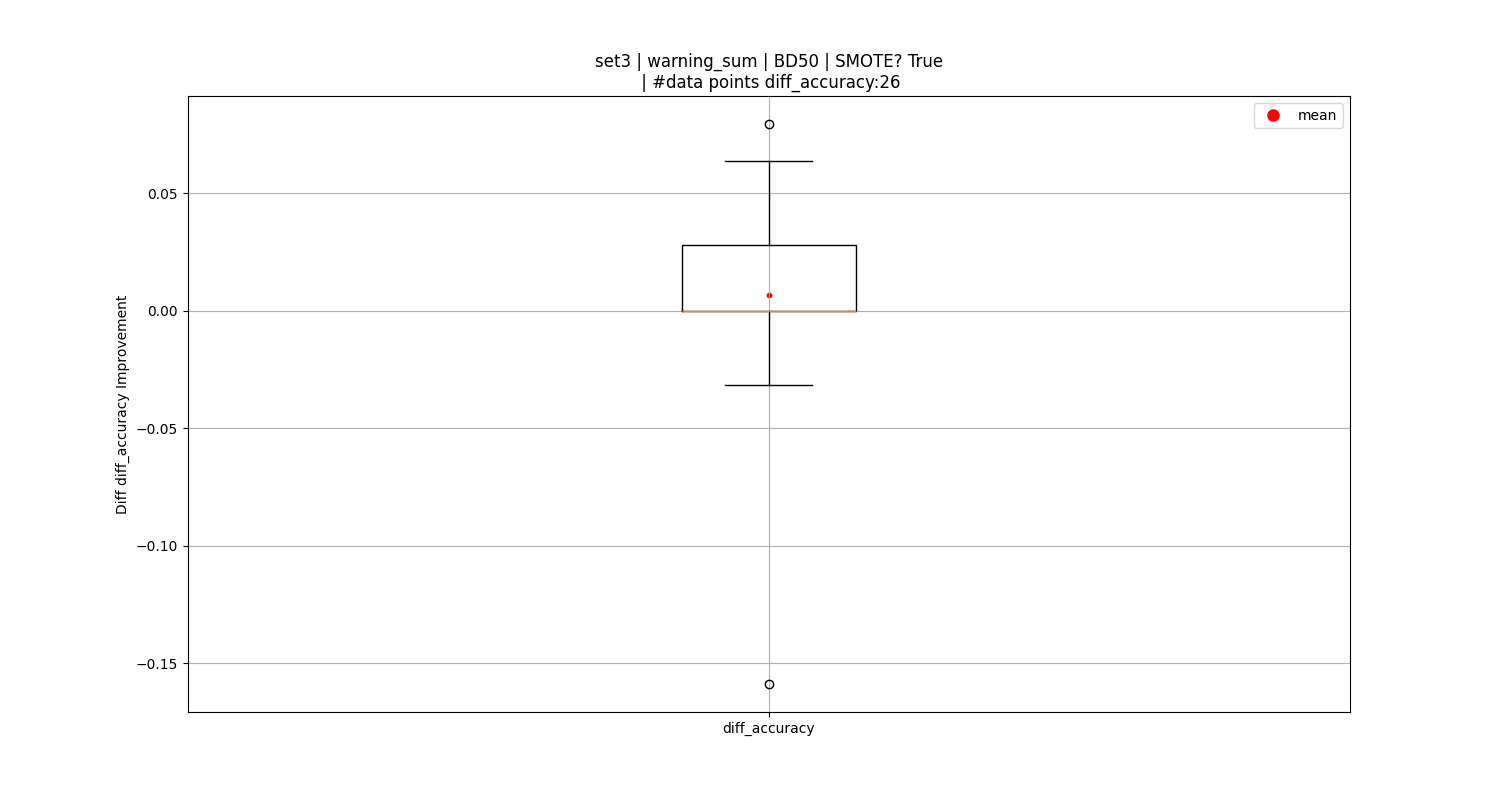 set3 | warning_sum | BD50 | SMOTE? True
| #data points diff_accuracy:26
mean
0.05
0.00
−0.05
−0.10
−0.15
Diff diff_accuracy Improvement
diff_accuracy